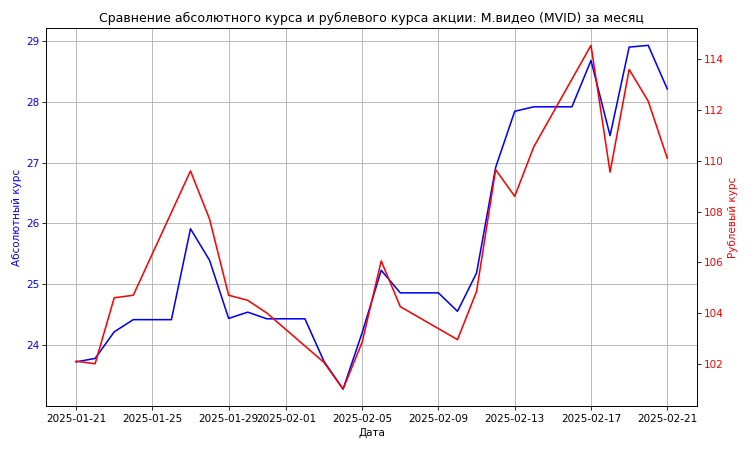 Сравнение абсолютного курса и рублевого курса акции: М.видео (MVID) за месяц
29
28
27
26
25
24
Абсолютный курс
114
112
110
108
106
104
102
Рублевый курс
2025-01-21 2025-01-25 2025-01-29 2025-02-01 2025-02-05 2025-02-09 2025-02-13 2025-02-17 2025-02-21
Дата